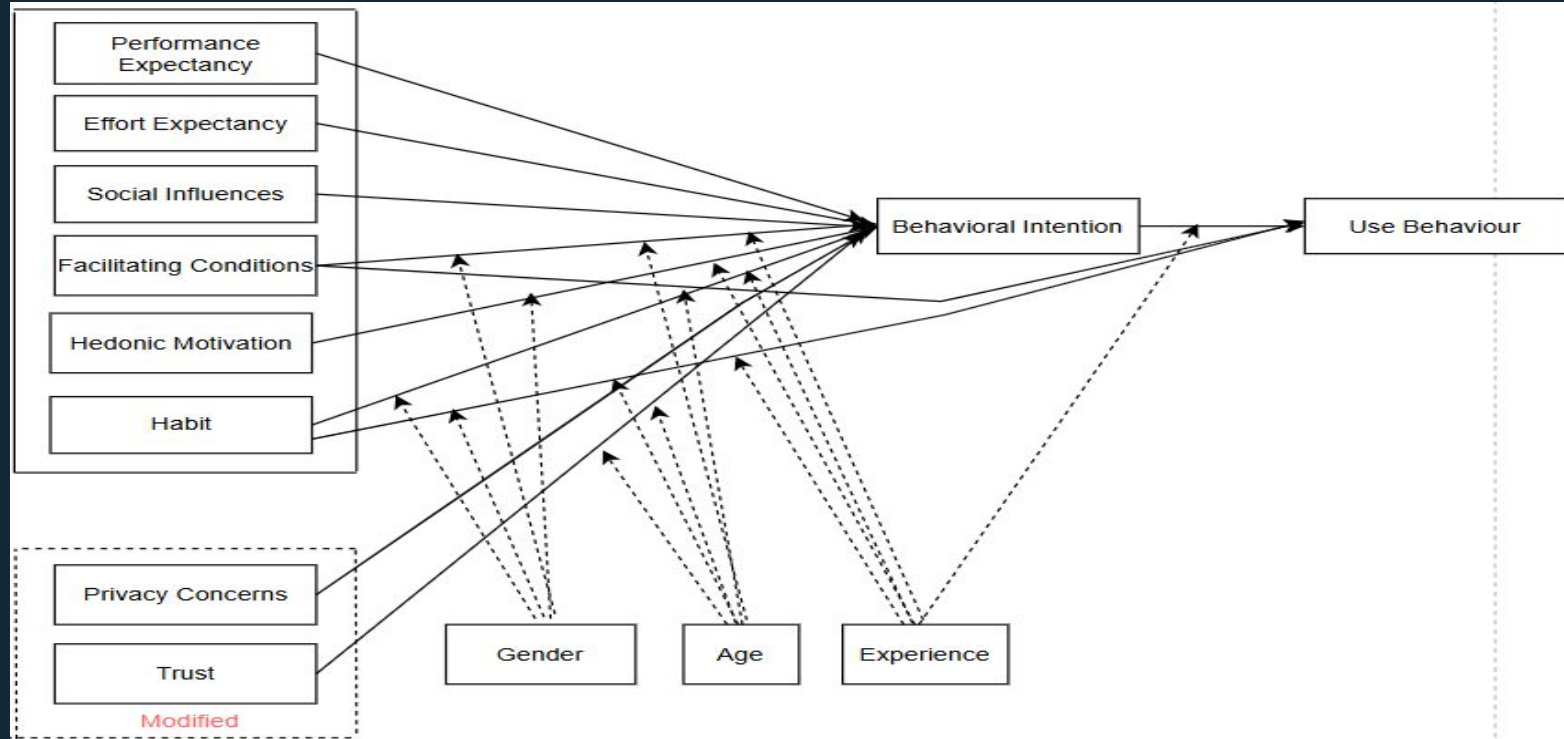 Performance
Expectancy
Effort Expectancy
Social Influences
Facilitating Conditions
Hedonic Motivation
Habit
Behavioral Intention
Use Behaviour
Privacy Concerns
Trust
Modified
Gender
Age
Experience